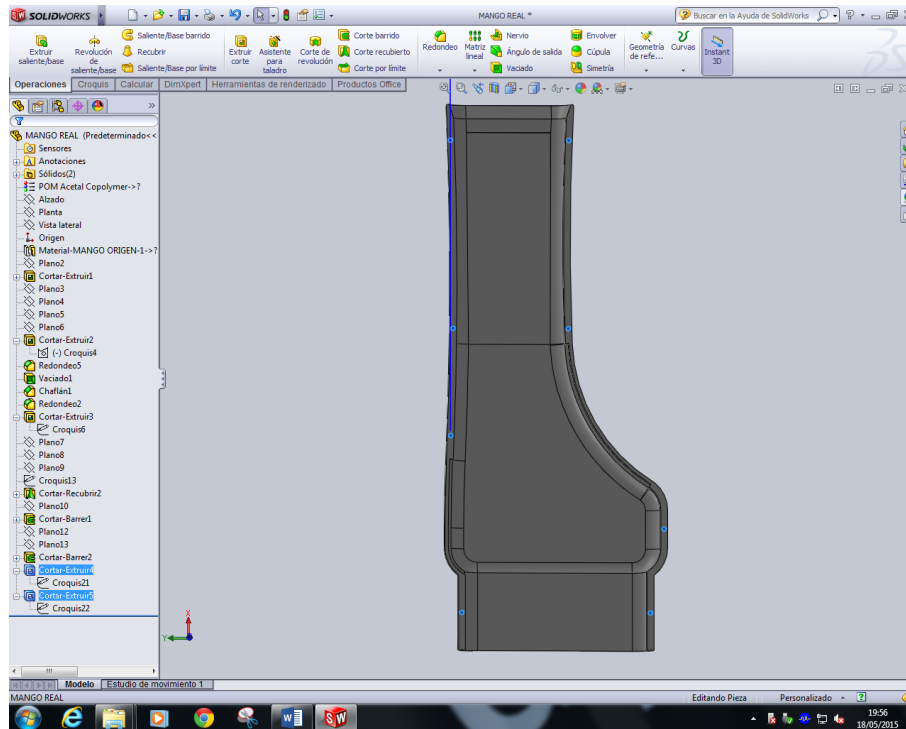 SOLIDWORKS
MANGO REAL *
Buscar en la Ayuda de SolidWorks
Extruir saliente/base
Revolución de saliente/base
Saliente/Base barrido
Recubrir
Saliente/Base por límite
Extruir corte
Asistente para taladro
Corte de revolución
Corte barrido
Corte recubierto
Corte por límite
Redondeo
Matriz lineal
Nervio
Ángulo de salida
Vaciado
Envolver
Cúpula
Simetría
Geometría de refe...
Curvas
Instant 3D
Operaciones
Croquis
Calcular
DimXpert
Herramientas de renderizado
Productos Office
MANGO REAL (Predeterminado<<
Sensores
Anotaciones
Sólidos(2)
POM Acetal Copolymer->?
Alzado
Planta
Vista lateral
Origen
Material-MANGO ORIGEN-1->?
Plano2
Cortar-Extruir1
Plano3
Plano4
Plano5
Plano6
Cortar-Extruir2
(-) Croquis4
Redondeo5
Vaciado1
Chaflán1
Redondeo2
Cortar-Extruir3
Croquis6
Plano7
Plano8
Plano9
Croquis13
Cortar-Recubrir2
Plano10
Cortar-Barrer1
Plano12
Plano13
Cortar-Barrer2
Cortar-Extruir4
Croquis21
Cortar-Extruir5
Croquis22
X
Y
Modelo
Estudio de movimiento 1
MANGO REAL
Editando Pieza
Personalizado
19:56
18/05/2015